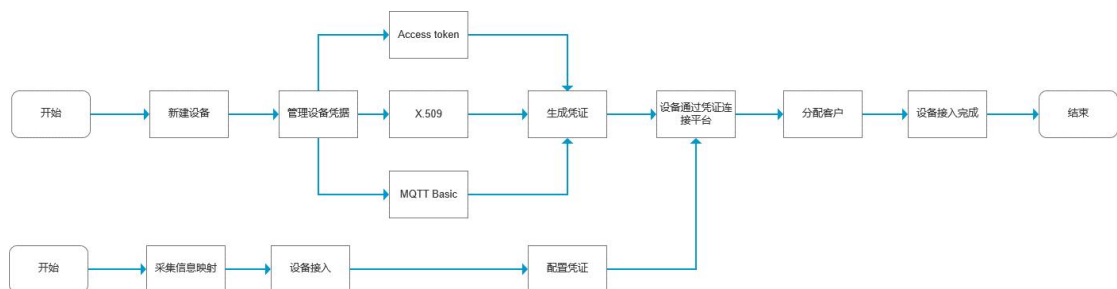 Access token
开始
新建设备
管理设备凭据
X.509
生成凭证
设备通过凭证连
接平台
分配客户
设备接入完成
结束
MQTT Basic
开始
采集信息映射
设备接入
配置凭证